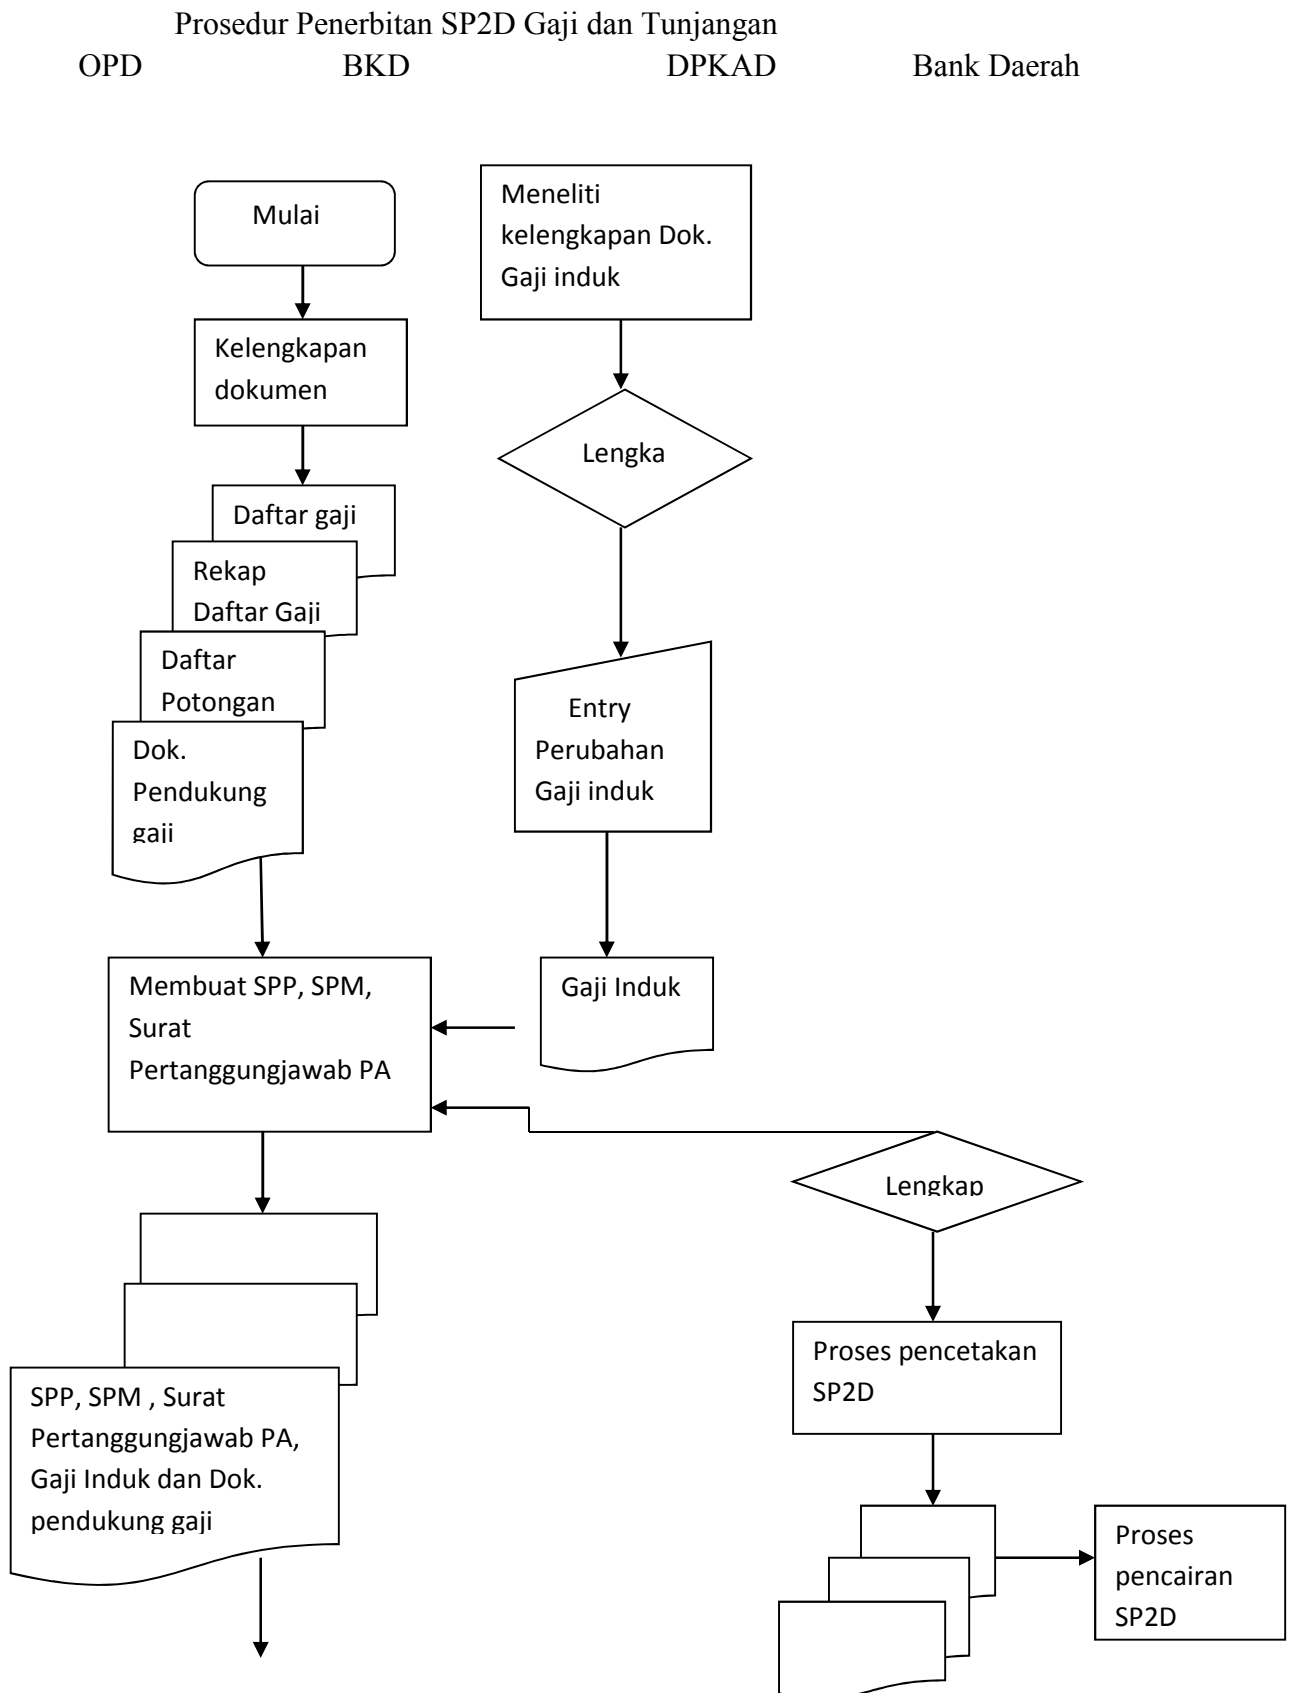 Prosedur Penerbitan SP2D Gaji dan Tunjangan
OPD BKD DPKAD Bank Daerah
Mulai
Kelengkapan
dokumen
Daftar gaji
Rekap
Daftar Gaji
Daftar
Potongan
Dok.
Pendukung
gaji
Membuat SPP, SPM,
Surat
Pertanggungjawab PA
SPP, SPM , Surat
Pertanggungjawab PA,
Gaji Induk dan Dok.
pendukung gaji
Meneliti
kelengkapan Dok.
Gaji induk
Lengka
Entry
Perubahan
Gaji induk
Gaji Induk
Lengkap
Proses pencetakan
SP2D
Proses
pencairan
SP2D